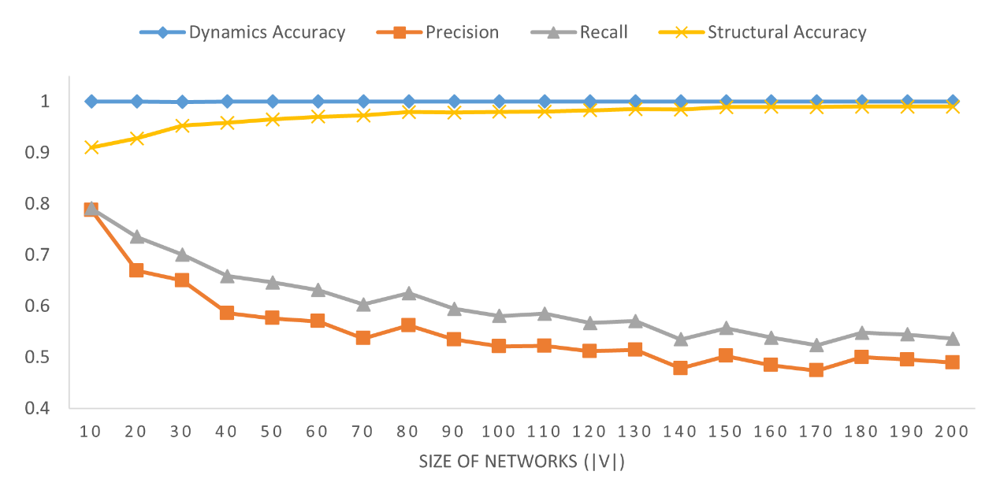 Dynamics Accuracy Precision Recall Structural Accuracy
1
0.9
0.8
0.7
0.6
0.5
0.4
10 20 30 40 50 60 70 80 90 100 110 120 130 140 150 160 170 180 190 200
SIZE OF NETWORKS (|V|)